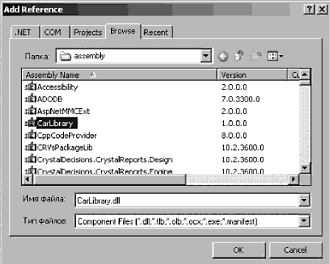 Add Reference
.NET COM Projects Browse Recent
Папка: assembly
Assembly Name Version Cu
Accessibility 2.0.0.0
ADODB 7.0.3300.0
AspNetMMCExt 2.0.0.0
CarLibrary 1.0.0.0
CppCodeProvider 8.0.0.0
CRVsPackageLib 10.2.3600.0
CrystalDecisions.CrystalReports.Design 10.2.3600.0
CrystalDecisions.CrystalReports.Engine 10.2.3600.0
Имя файла: CarLibrary.dll
Тип файлов: Component Files (*.dll;*.tlb;*.olb;*.ocx;*.exe;*.manifest)
OK Cancel